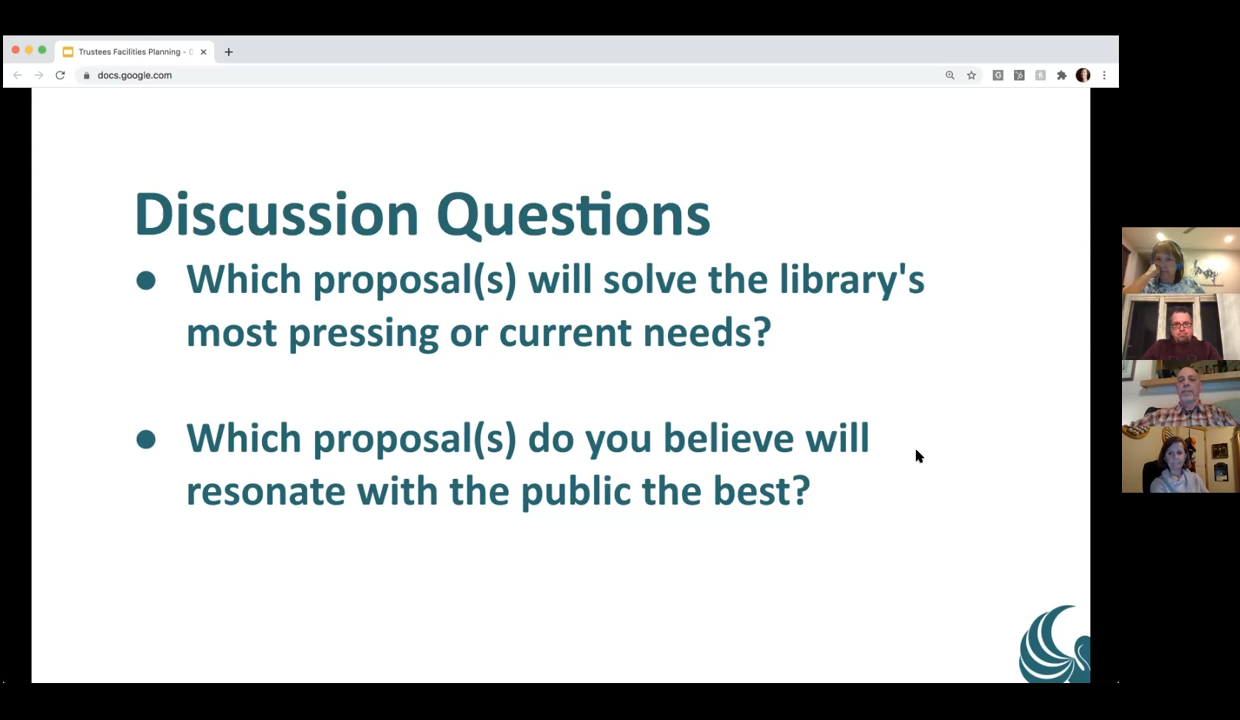 Trustees Facilities Planning -
docs.google.com
Discussion Questions
● Which proposal(s) will solve the library's
most pressing or current needs?
● Which proposal(s) do you believe will
resonate with the public the best?